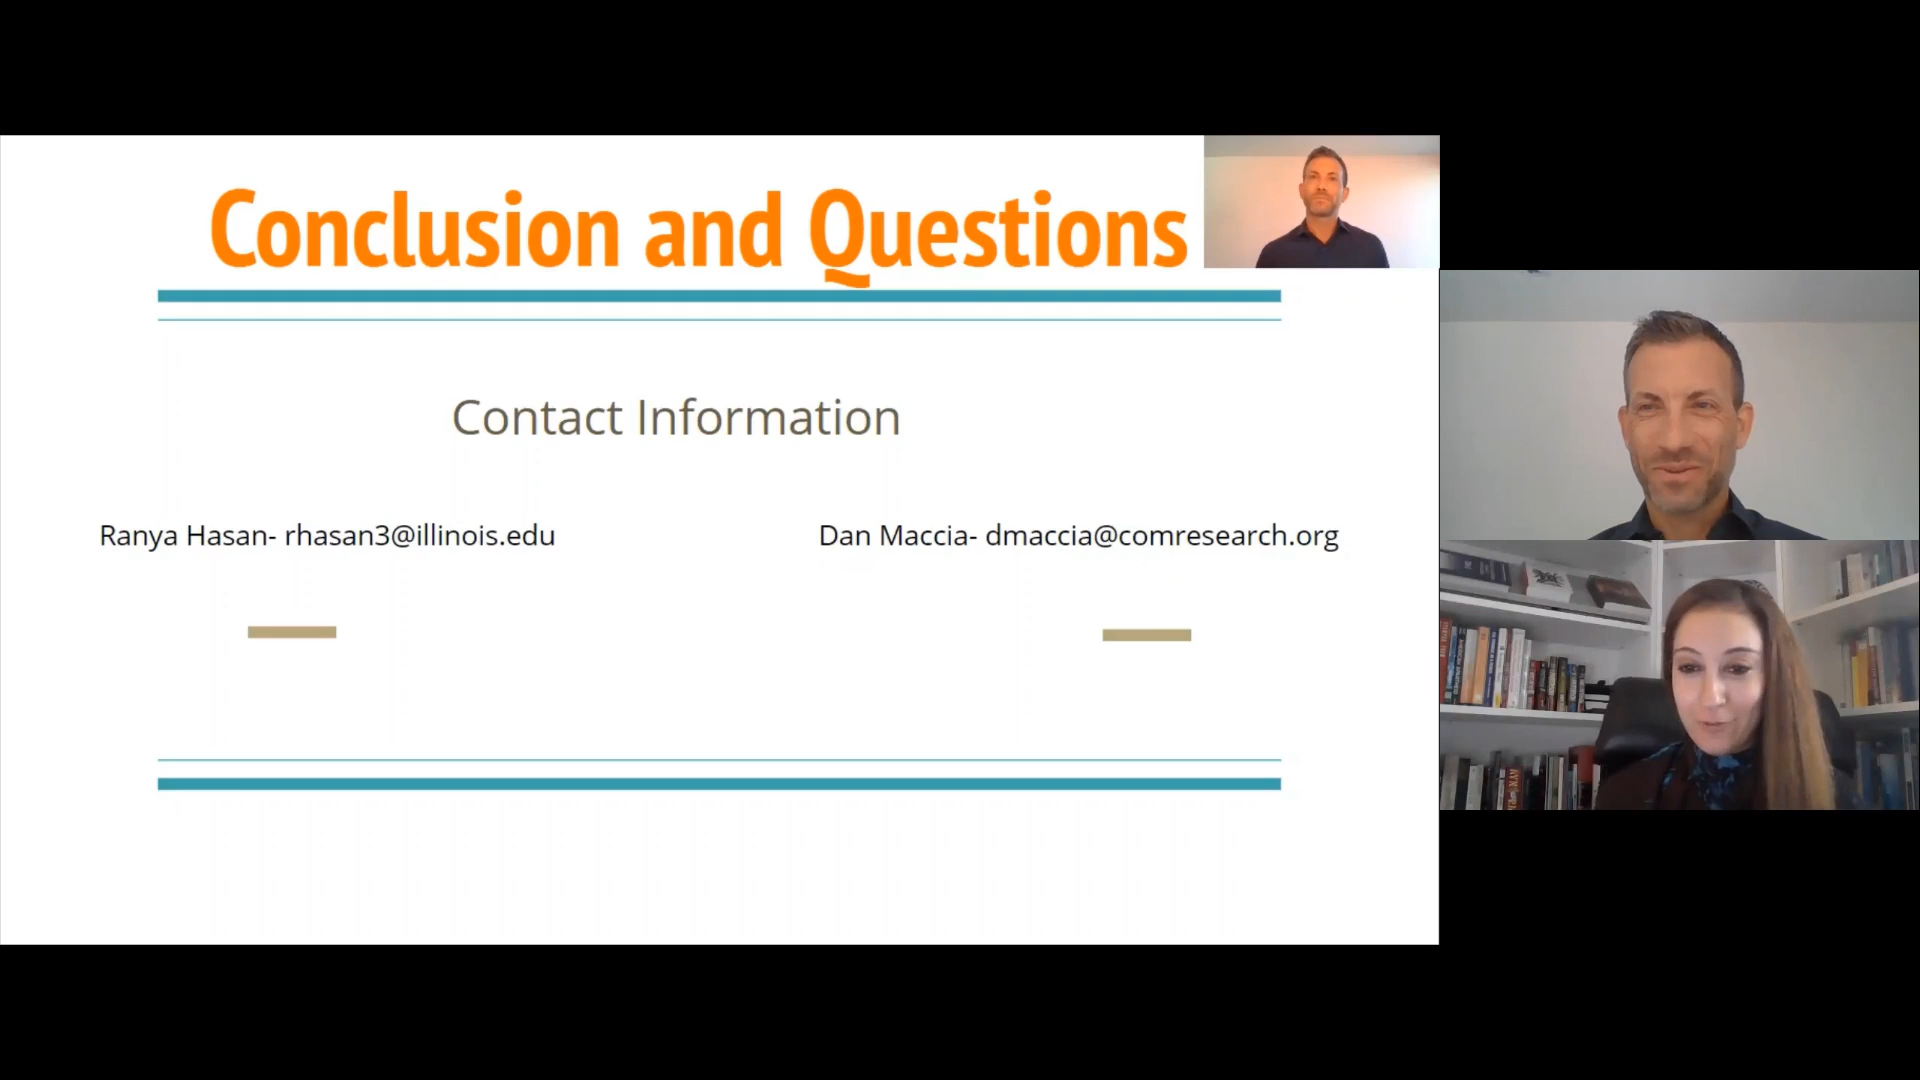 Conclusion and Questions
Contact Information
Ranya Hasan- rhasan3@illinois.edu
Dan Maccia- dmaccia@comresearch.org